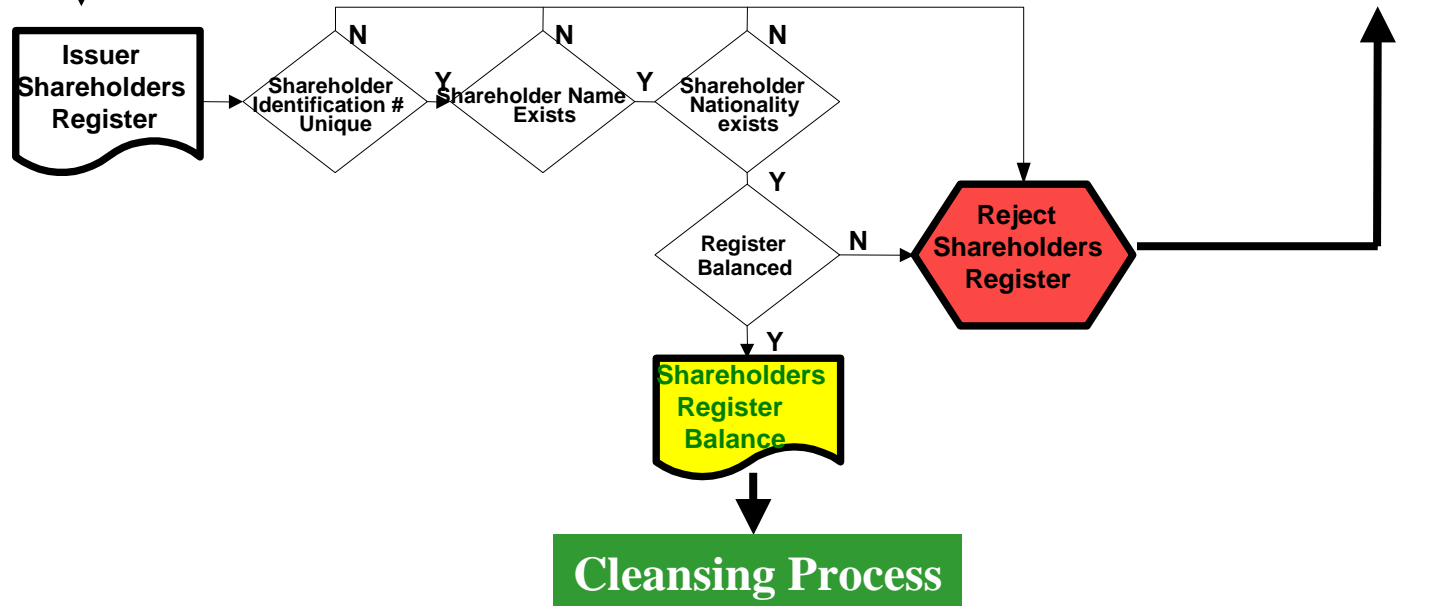 Issuer
Shareholders
Register
N
Shareholder
Identification #
Unique
Y
N
Shareholder Name
Exists
Y
N
Shareholder
Nationality
exists
Y
Register
Balanced
N
Reject
Shareholders
Register
Y
Shareholders
Register
Balance
Cleansing Process